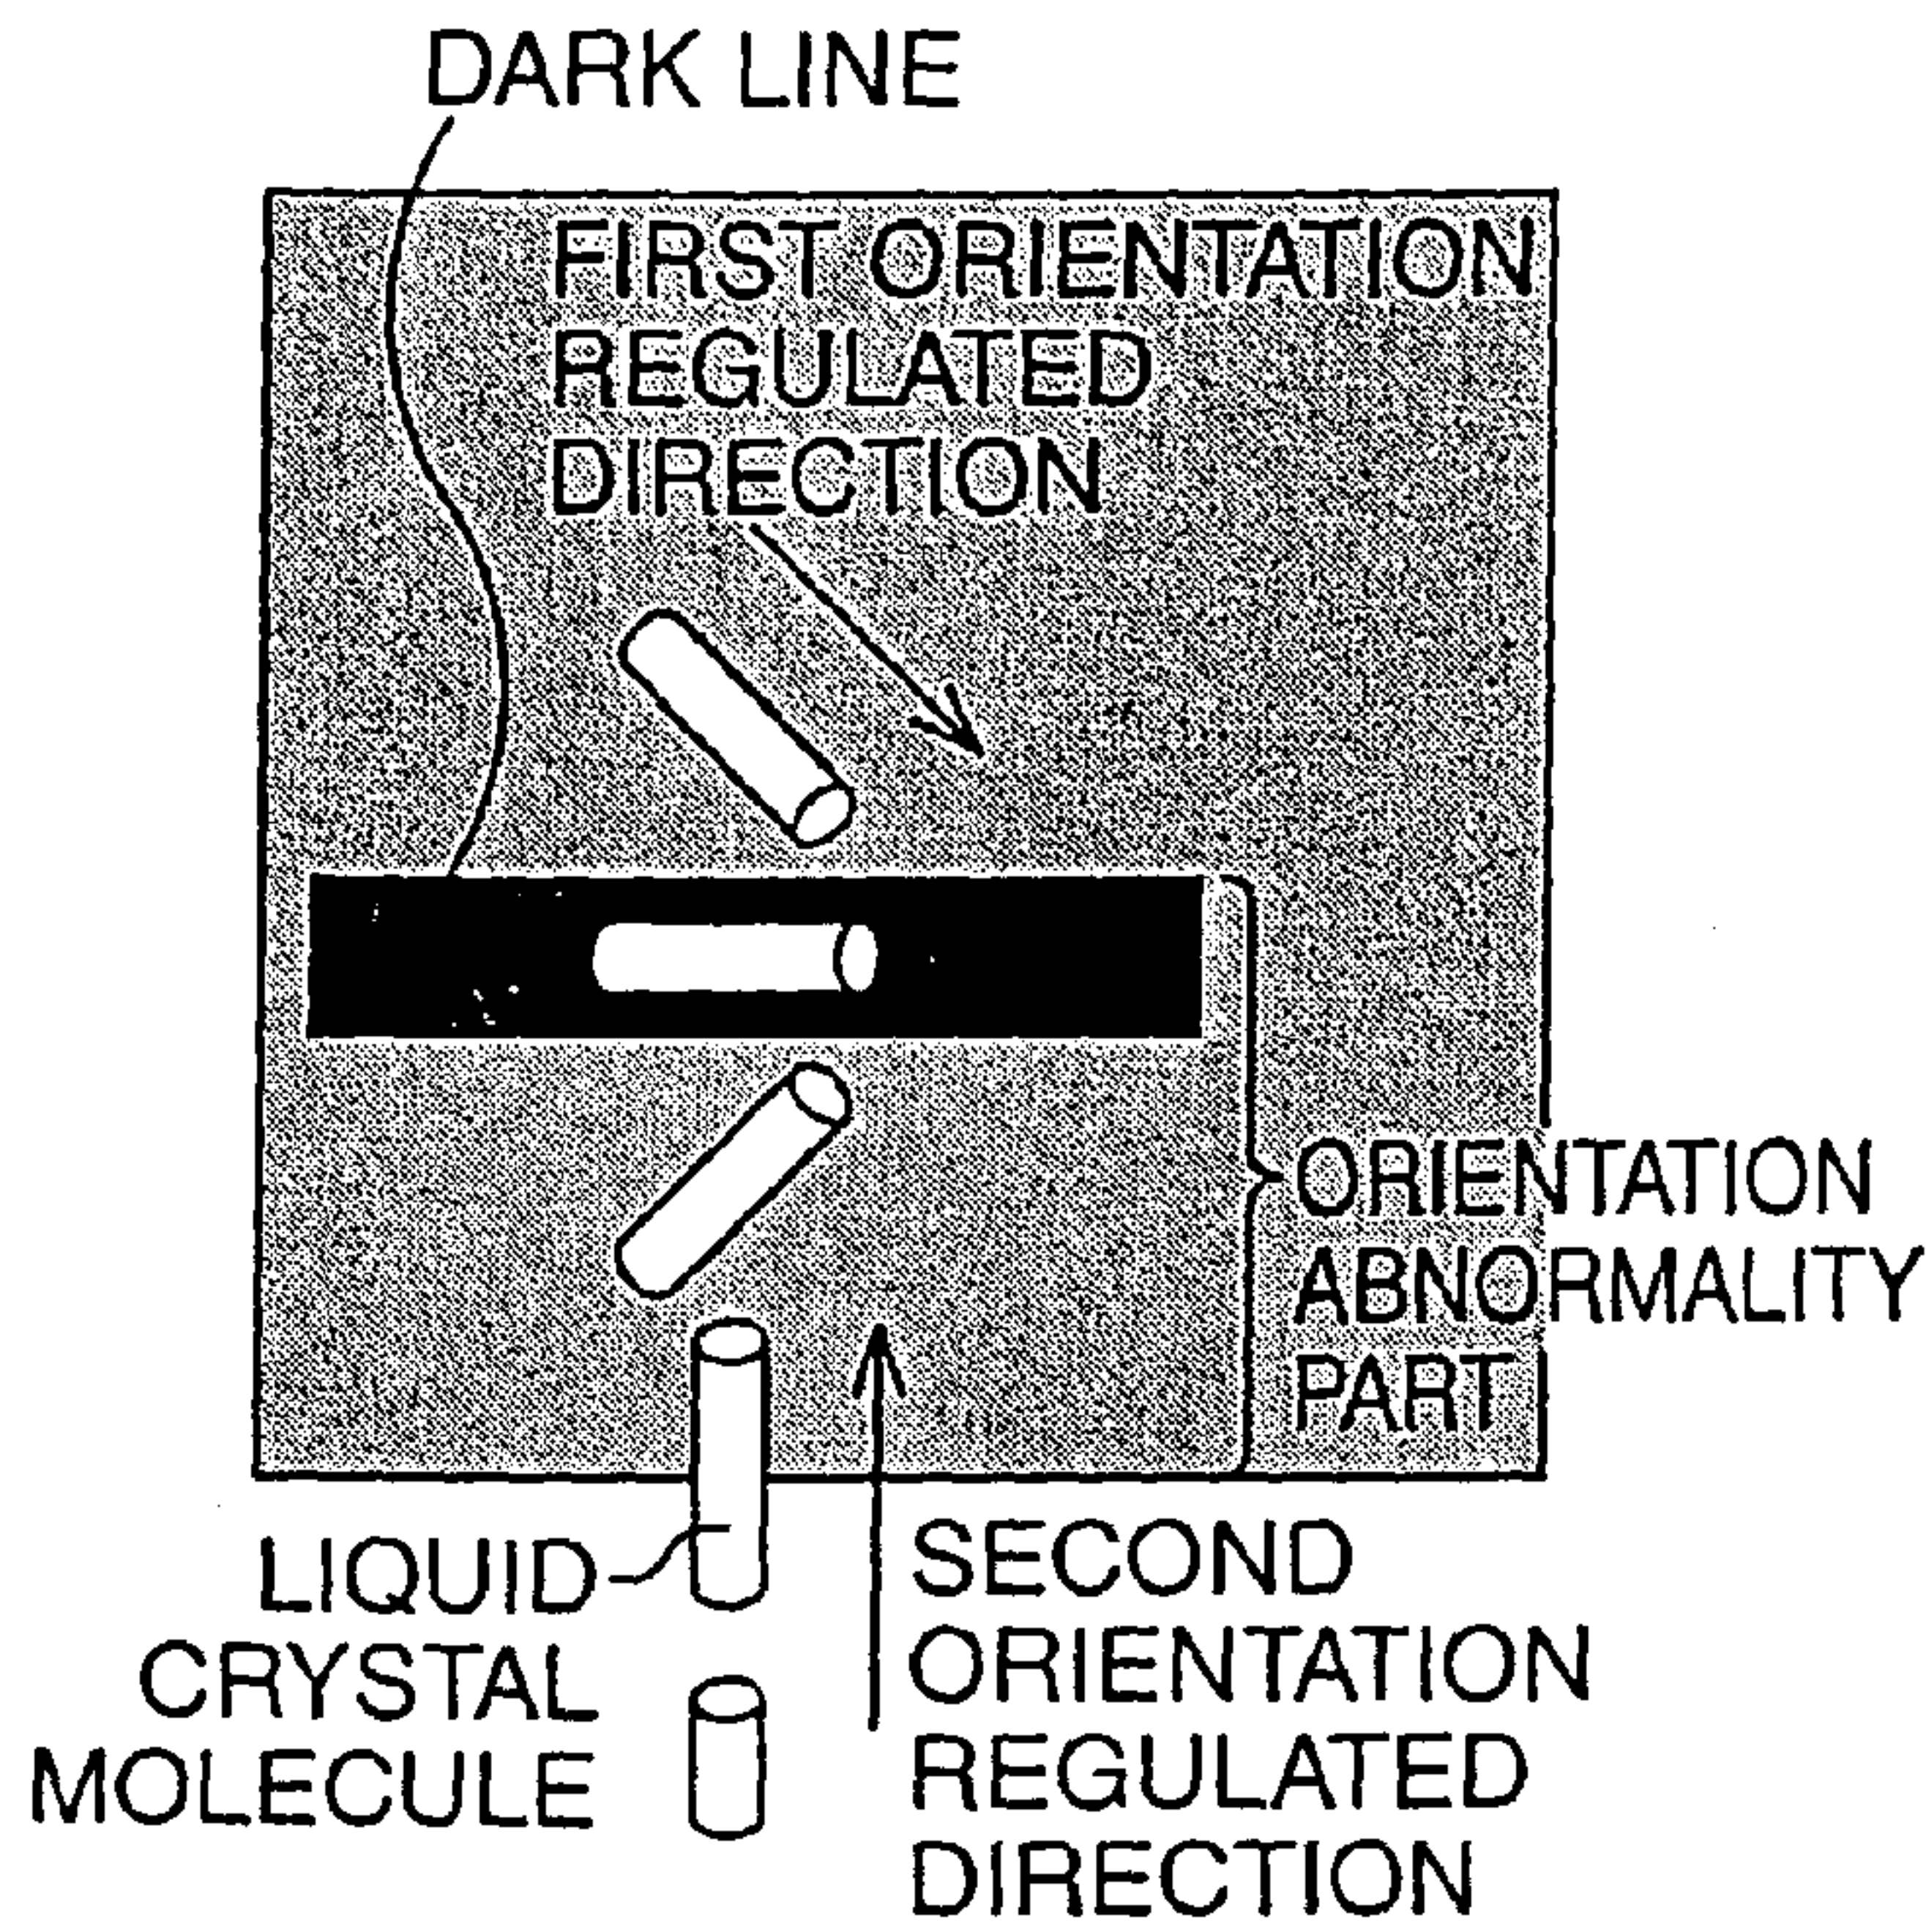 DARK LINE
FIRST ORIENTATION
REGULATED
DIRECTION
ORIENTATION
ABNORMALITY
PART
LIQUID
CRYSTAL
MOLECULE
SECOND
ORIENTATION
REGULATED
DIRECTION